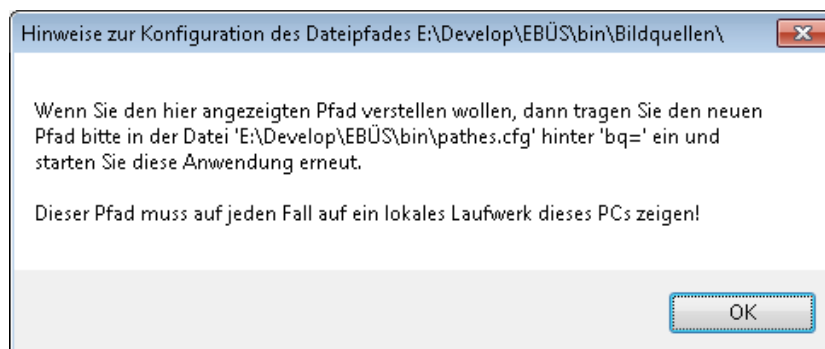 Hinweise zur Konfiguration des Dateipfades E:\Develop\EBÜS\bin\Bildquellen\
Wenn Sie den hier angezeigten Pfad verstellen wollen, dann tragen Sie den neuen
Pfad bitte in der Datei 'E:\Develop\EBÜS\bin\pathes.cfg' hinter 'bq=' ein und
starten Sie diese Anwendung erneut.
Dieser Pfad muss auf jeden Fall auf ein lokales Laufwerk dieses PCs zeigen!
OK